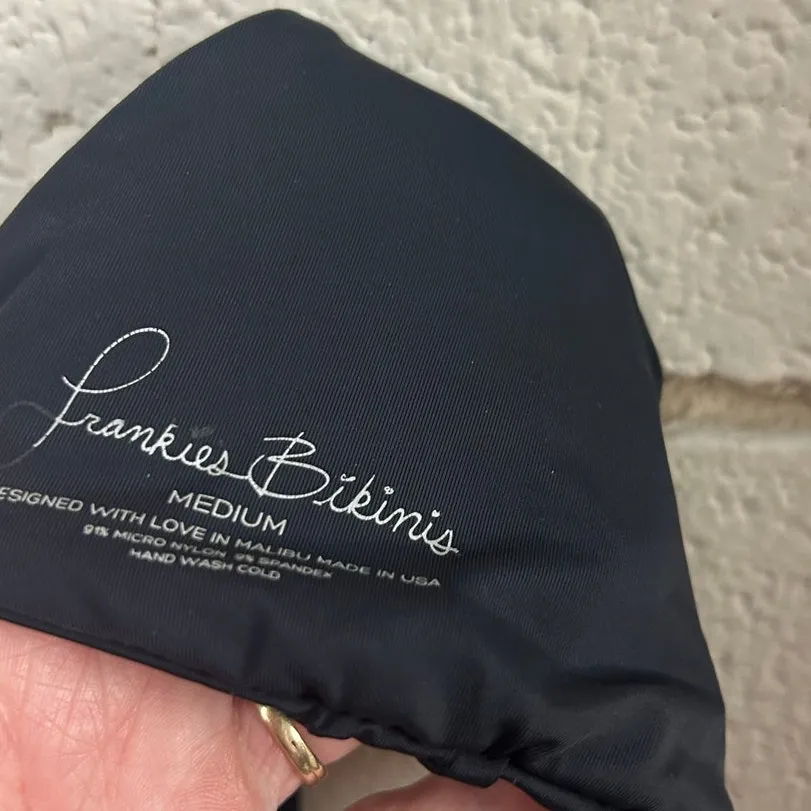 Frankies Bikinis
MEDIUM
ESIGNED WITH LOVE IN MALIBU MADE IN USA
91% MICRO NYLON 9% SPANDEX
HAND WASH COLD